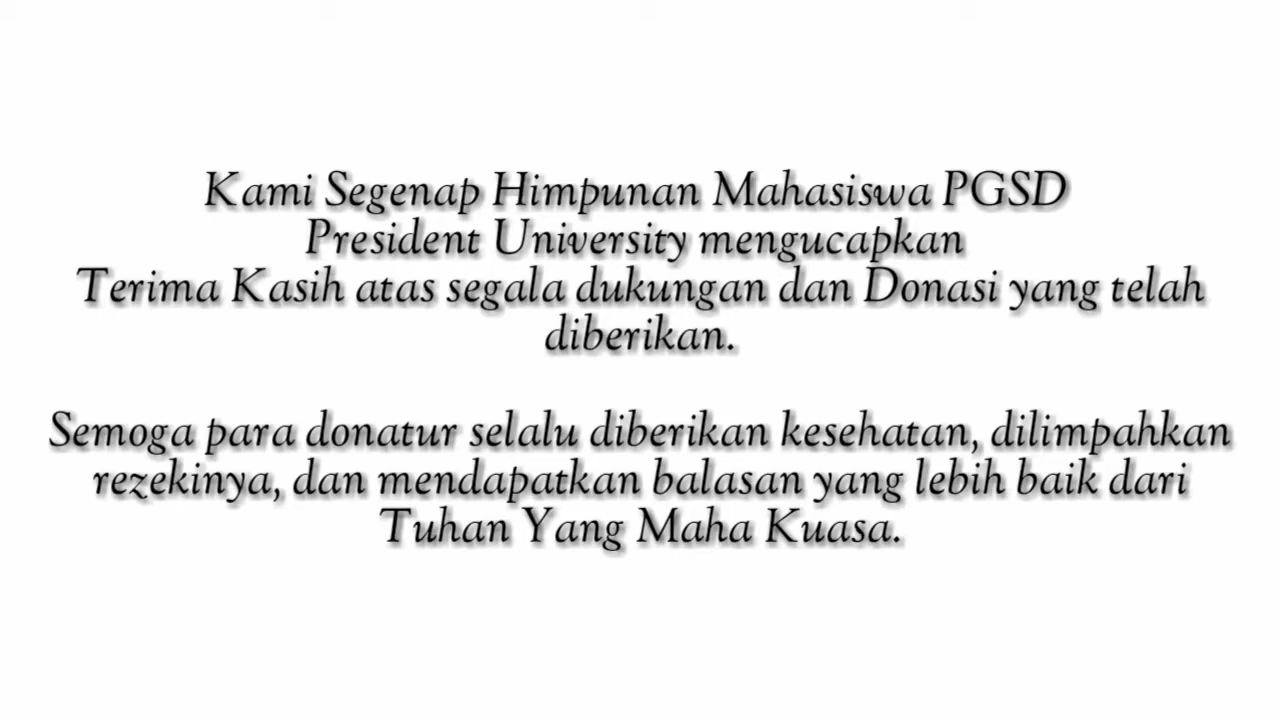 Kami Segenap Himpunan Mahasiswa PGSD
President University mengucapkan
Terima Kasih atas segala dukungan dan Donasi yang telah
diberikan.
Semoga para donatur selalu diberikan kesehatan, dilimpahkan
rezekinya, dan mendapatkan balasan yang lebih baik dari
Tuhan Yang Maha Kuasa.